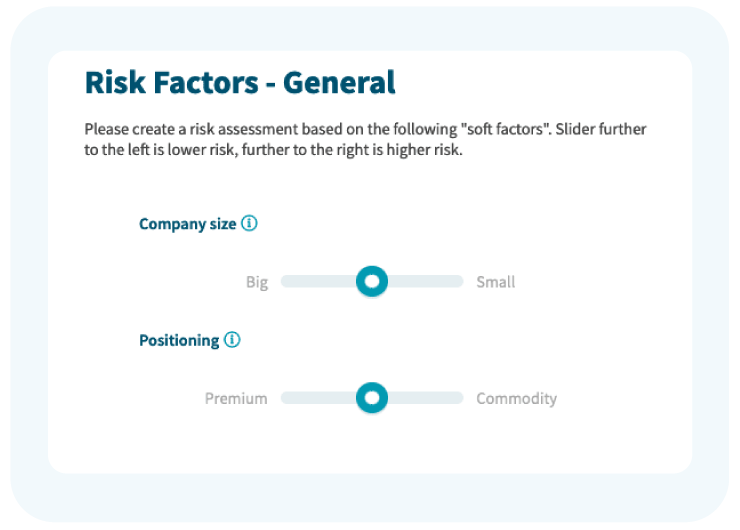 Risk Factors - General
Please create a risk assessment based on the following "soft factors". Slider further
to the left is lower risk, further to the right is higher risk.
Company size
Big Small
Positioning
Premium Commodity